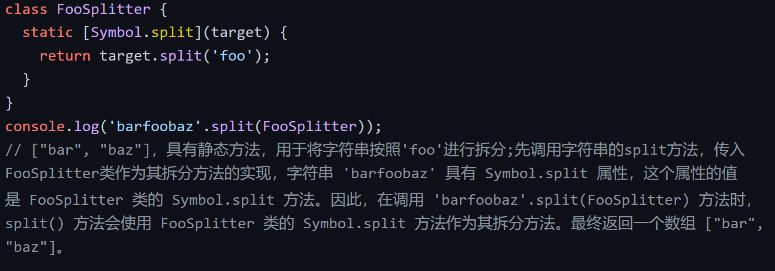 class FooSplitter {
  static [Symbol.split](target) {
    return target.split('foo');
  }
}
console.log('barfoobaz'.split(FooSplitter));
// ["bar", "baz"]，具有静态方法，用于将字符串按照'foo'进行拆分;先调用字符串的split方法，传入
FooSplitter类作为其拆分方法的实现，字符串 'barfoobaz' 具有 Symbol.split 属性，这个属性的值
是 FooSplitter 类的 Symbol.split 方法。因此，在调用 'barfoobaz'.split(FooSplitter) 方法时，
split() 方法会使用 FooSplitter 类的 Symbol.split 方法作为其拆分方法。最终返回一个数组 ["bar",
"baz"]。